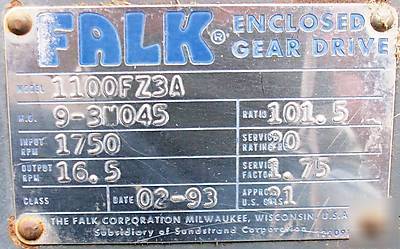 FALK® ENCLOSED GEAR DRIVE
MODEL 1100FZ3A
M.O. 9-3M045 RATIO 101.5
INPUT RPM 1750 SERVICE RATING
OUTPUT RPM 16.5 SERVICE FACTOR 1.75
CLASS DATE 02-93 APPROX U.S. GALS 21
THE FALK CORPORATION MILWAUKEE, WISCONSIN, U.S.A.
Subsidiary of Sundstrand Corporation